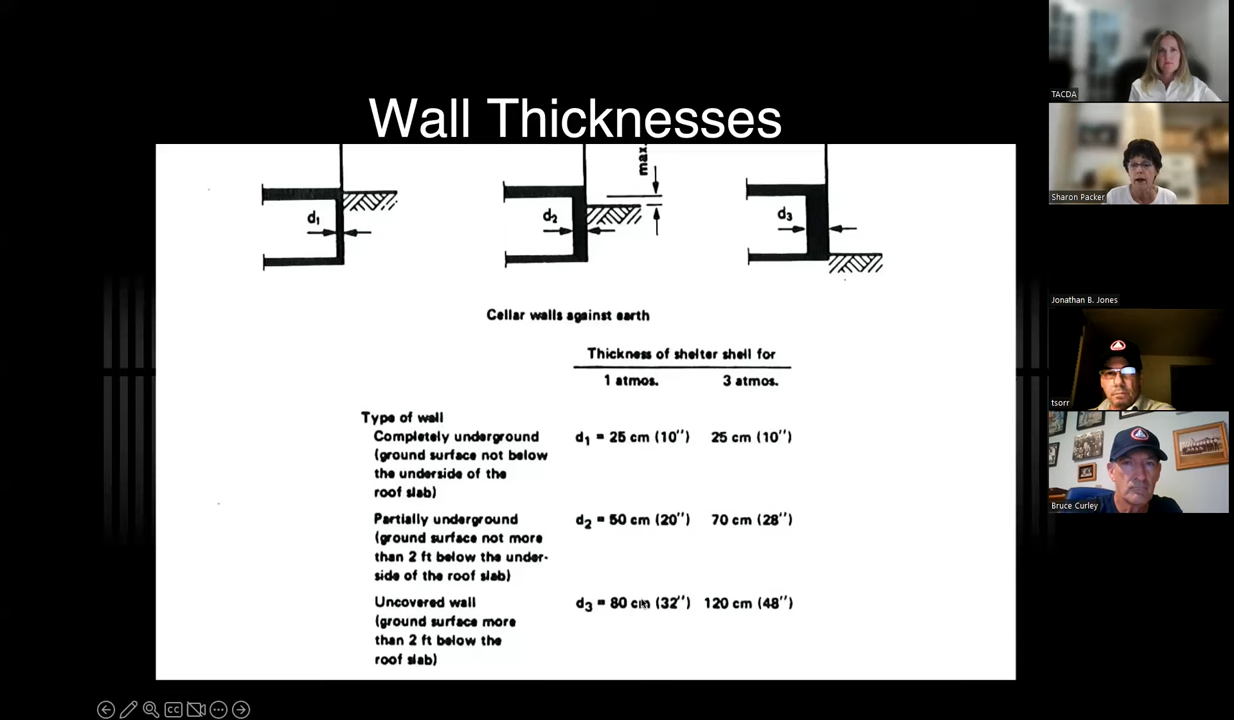 Wall Thicknesses
max.
d1
d2
d3
Cellar walls against earth
Thickness of shelter shell for
1 atmos. 3 atmos.
Type of wall
Completely underground d1 = 25 cm (10'') 25 cm (10'')
(ground surface not below
the underside of the
roof slab)
Partially underground d2 = 50 cm (20'') 70 cm (28'')
(ground surface not more
than 2 ft below the under-
side of the roof slab)
Uncovered wall d3 = 80 cm (32'') 120 cm (48'')
(ground surface more
than 2 ft below the
roof slab)
TACDA
Sharon Packer
Jonathan B. Jones
tsorr
Bruce Curley
CC